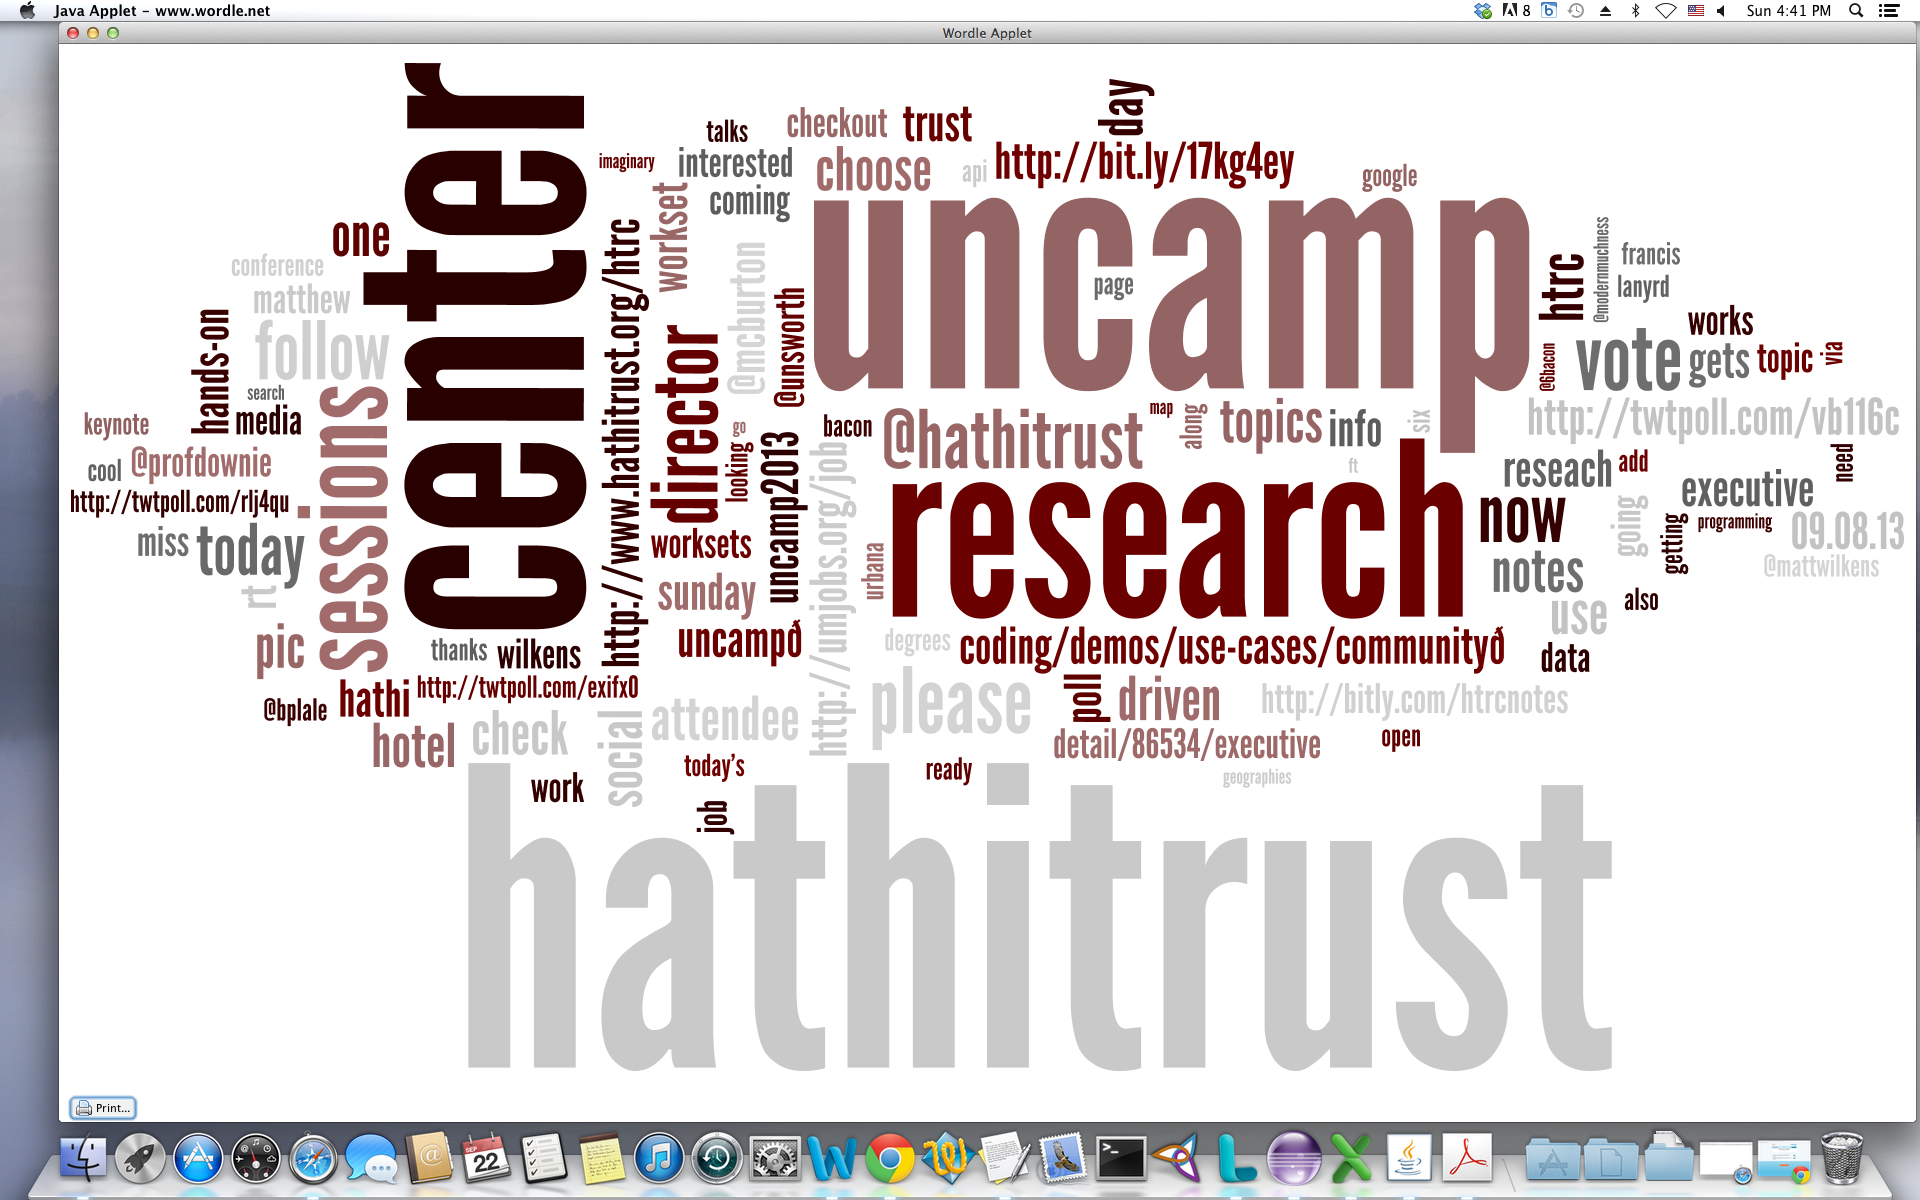 Java Applet - www.wordle.net
8
Sun 4:41 PM
Wordle Applet
center
day
talks
checkout
trust
imaginary
interested
choose
api
http://bit.ly/17kg4ey
google
coming
workset
uncamp
one
http://www.hathitrust.org/htrc
conference
@mcburton
page
htrc
@modernmuchness
francis
lanyrd
matthew
@unsworth
hands-on
follow
director
works
vote
gets
topic
via
@6bacon
search
keynote
media
sessions
go
bacon
@hathitrust
map
along
topics
info
six
http://twtpoll.com/vb116c
cool
@profdownie
looking
uncamp2013
http://umjobs.org/job
ft
reseach
add
need
http://twtpoll.com/rlj4qu
research
now
executive
miss
today
worksets
going
getting
programming
09.08.13
@mattwilkens
rt
sunday
urbana
notes
use
also
pic
thanks
wilkens
uncampð
degrees
coding/demos/use-cases/communityð
data
@bplale
hathi
http://twtpoll.com/exifx0
please
poll
driven
http://bitly.com/htrcnotes
hotel
check
social
attendee
detail/86534/executive
open
work
today's
ready
geographies
job
hathitrust
Print...
SEP
22